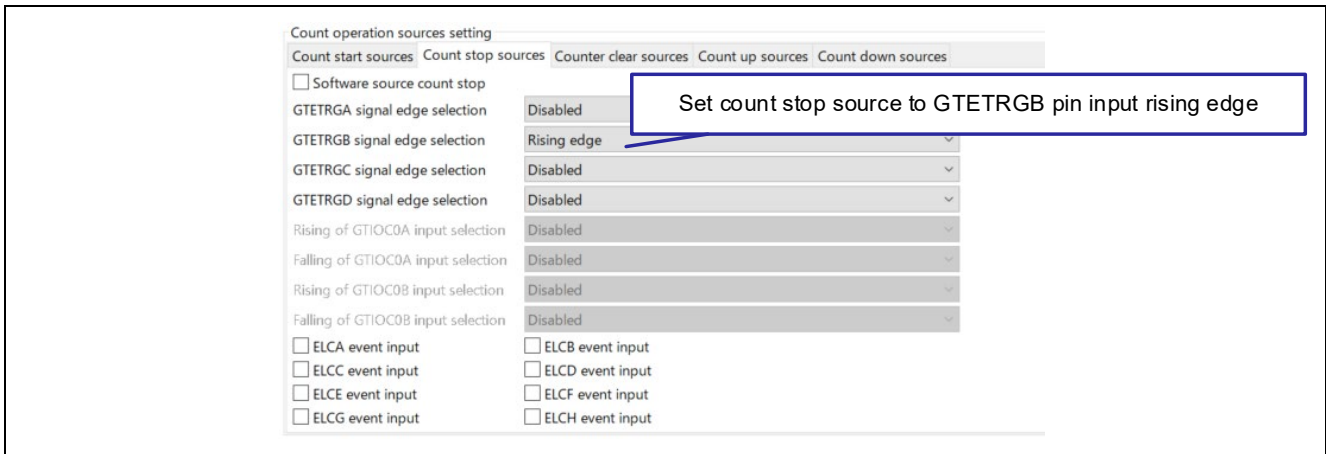 Count operation sources setting
Count start sources Count stop sources Counter clear sources Count up sources Count down sources
Software source count stop
Set count stop source to GTETRGB pin input rising edge
GTETRGA signal edge selection Disabled
GTETRGB signal edge selection Rising edge
GTETRGC signal edge selection Disabled
GTETRGD signal edge selection Disabled
Rising of GTIOC0A input selection Disabled
Falling of GTIOC0A input selection Disabled
Rising of GTIOC0B input selection Disabled
Falling of GTIOC0B input selection Disabled
ELCA event input ELCB event input
ELCC event input ELCD event input
ELCE event input ELCF event input
ELCG event input ELCH event input